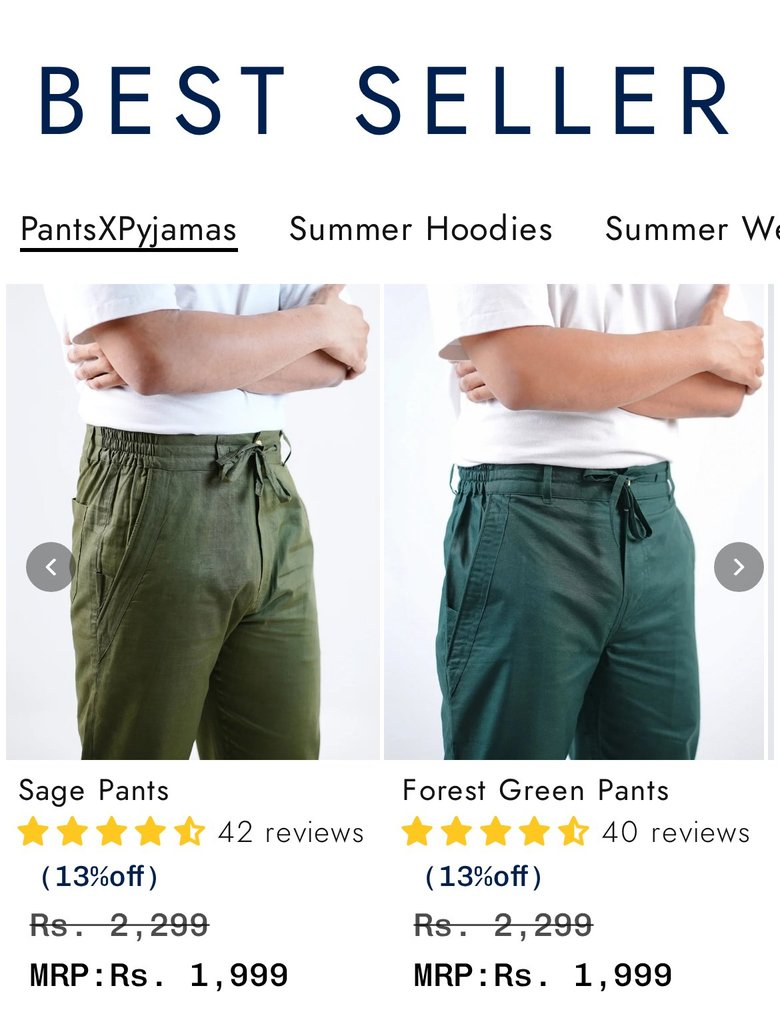 BEST SELLER
PantsXPyjamas Summer Hoodies Summer
Sage Pants
42 reviews
(13%off)
Rs. 2,299
MRP:Rs. 1,999
Forest Green Pants
40 reviews
(13%off)
Rs. 2,299
MRP:Rs. 1,999